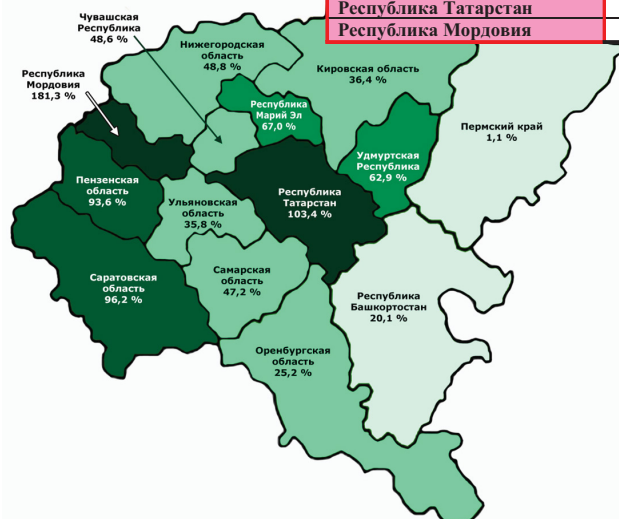 Республика Татарстан
Республика Мордовия
Чувашская
Республика
48,6 %
Нижегородская
область
48,8 %
Кировская область
36,4 %
Республика
Мордовия
181,3 %
Республика
Марий Эл
67,0 %
Пермский край
1,1 %
Удмуртская
Республика
62,9 %
Пензенская
область
93,6 %
Ульяновская
область
35,8 %
Республика
Татарстан
103,4 %
Саратовская
область
96,2 %
Самарская
область
47,2 %
Республика
Башкортостан
20,1 %
Оренбургская
область
25,2 %